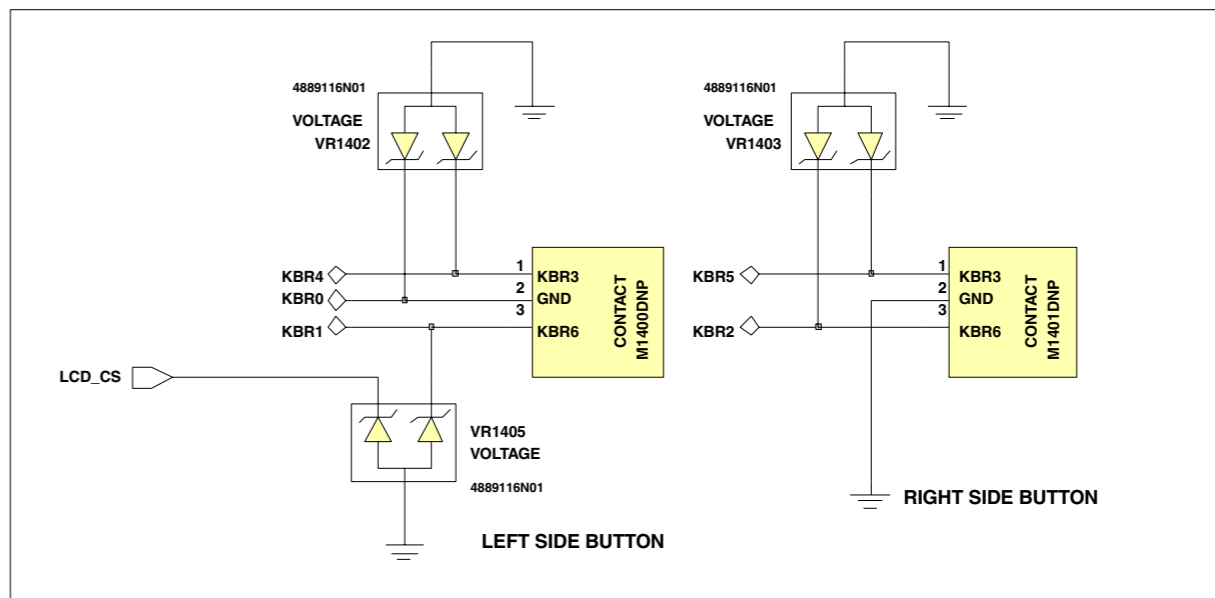 4889116N01
VOLTAGE
VR1402
KBR4
KBR0
KBR1
1
2
3
KBR3
GND
KBR6
CONTACT
M1400DNP
LCD_CS
VR1405
VOLTAGE
4889116N01
LEFT SIDE BUTTON
4889116N01
VOLTAGE
VR1403
KBR5
KBR2
1
2
3
KBR3
GND
KBR6
CONTACT
M1401DNP
RIGHT SIDE BUTTON